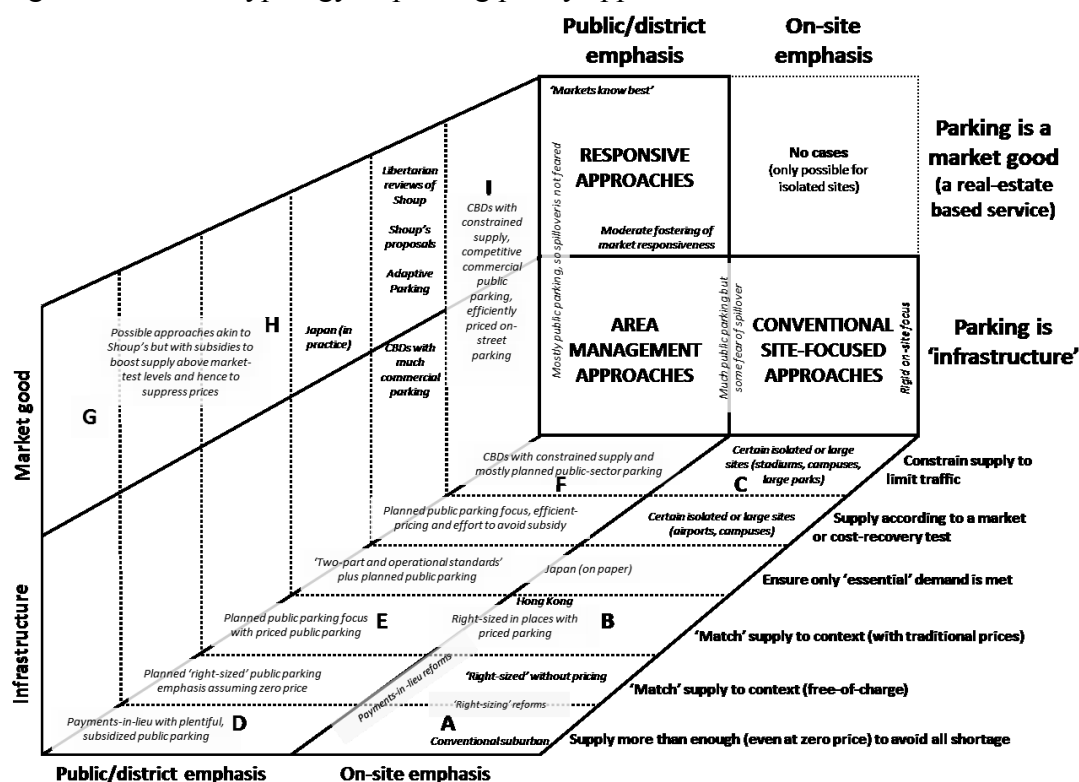 Public/district
emphasis
On-site
emphasis
'Markets know best'
RESPONSIVE
APPROACHES
Moderate fostering of
market responsiveness
Mostly public parking, so spillover is not feared
No cases
(only possible for
isolated sites)
Parking is a
market good
(a real-estate
based service)
AREA
MANAGEMENT
APPROACHES
Much public parking but
some fear of spillover
CONVENTIONAL
SITE-FOCUSED
APPROACHES
Rigid on-site focus
Parking is
'infrastructure'
Libertarian
reviews of
Shoup
Shoup's
proposals
Adaptive
Parking
CBDs with
much
commercial
parking
I
CBDs with
constrained
supply,
competitive
commercial
public
parking,
efficiently
priced on-
street
parking
H
Japan (in
practice)
Possible approaches akin to
Shoup's but with subsidies to
boost supply above market-
test levels and hence to
suppress prices
G
Market good
Infrastructure
CBDs with constrained supply and
mostly planned public-sector parking
F
Certain isolated or large
sites (stadiums, campuses,
large parks)
C
Constrain supply to
limit traffic
Planned public parking focus, efficient-
pricing and effort to avoid subsidy
Certain isolated or large sites
(airports, campuses)
Supply according to a market
or cost-recovery test
'Two-part and operational standards'
plus planned public parking
Japan (on paper)
Ensure only 'essential' demand is met
Hong Kong
Planned public parking focus
with priced public parking
E
Right-sized in places with
priced parking
B
'Match' supply to context (with traditional prices)
Planned 'right-sized' public parking
emphasis assuming zero price
Payments-in-lieu reforms
'Right-sized' without pricing
'Match' supply to context (free-of-charge)
'Right-sizing' reforms
Payments-in-lieu with plentiful,
subsidized public parking
D
A
Conventional suburban
Supply more than enough (even at zero price) to avoid all shortage
Public/district emphasis
On-site emphasis